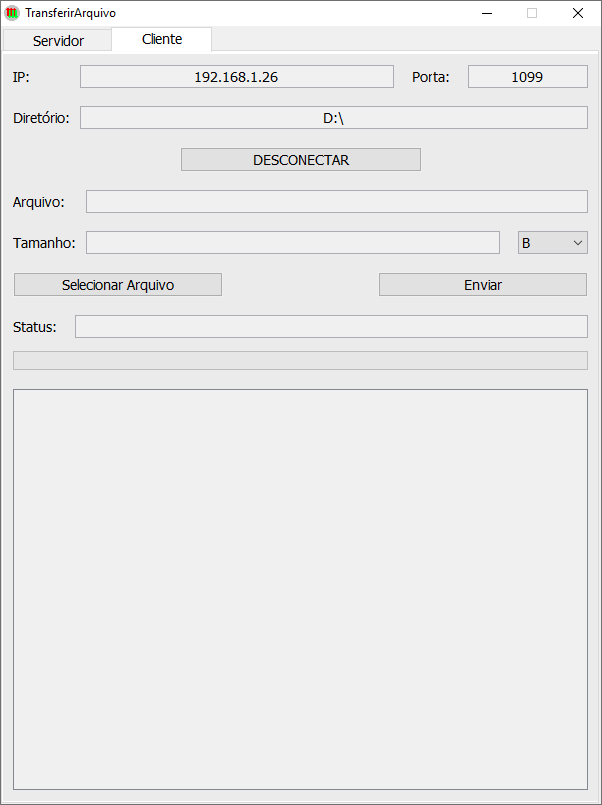 TransferirArquivo
Servidor Cliente
IP: 192.168.1.26 Porta: 1099
Diretório: D:\
DESCONECTAR
Arquivo:
Tamanho: B
Selecionar Arquivo Enviar
Status: